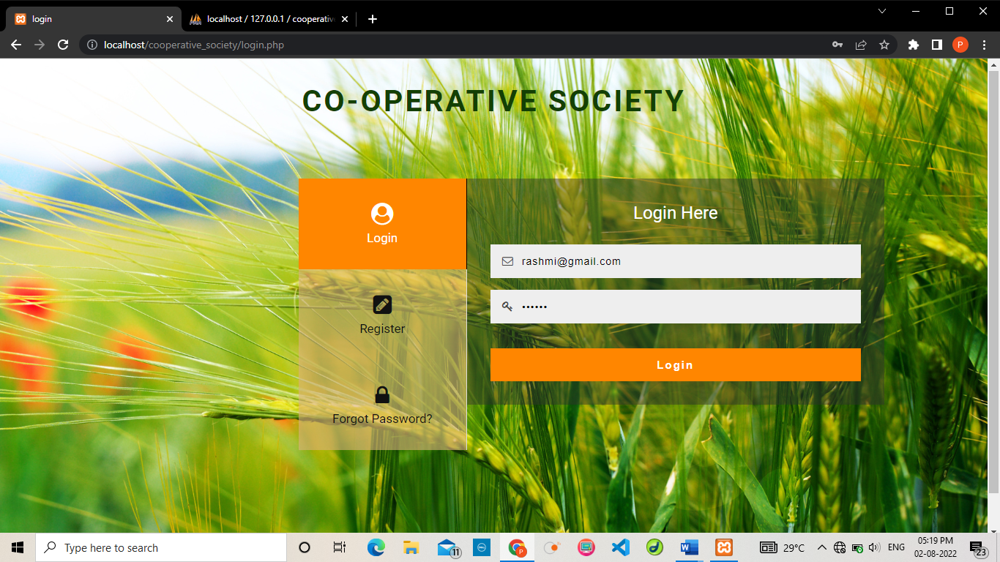 login
localhost / 127.0.0.1 / cooperativ
localhost/cooperative_society/login.php
P
CO-OPERATIVE SOCIETY
Login
Login Here
rashmi@gmail.com
••••••
Register
Login
Forgot Password?
Type here to search
11
P
29°C
ENG
05:19 PM
02-08-2022
23